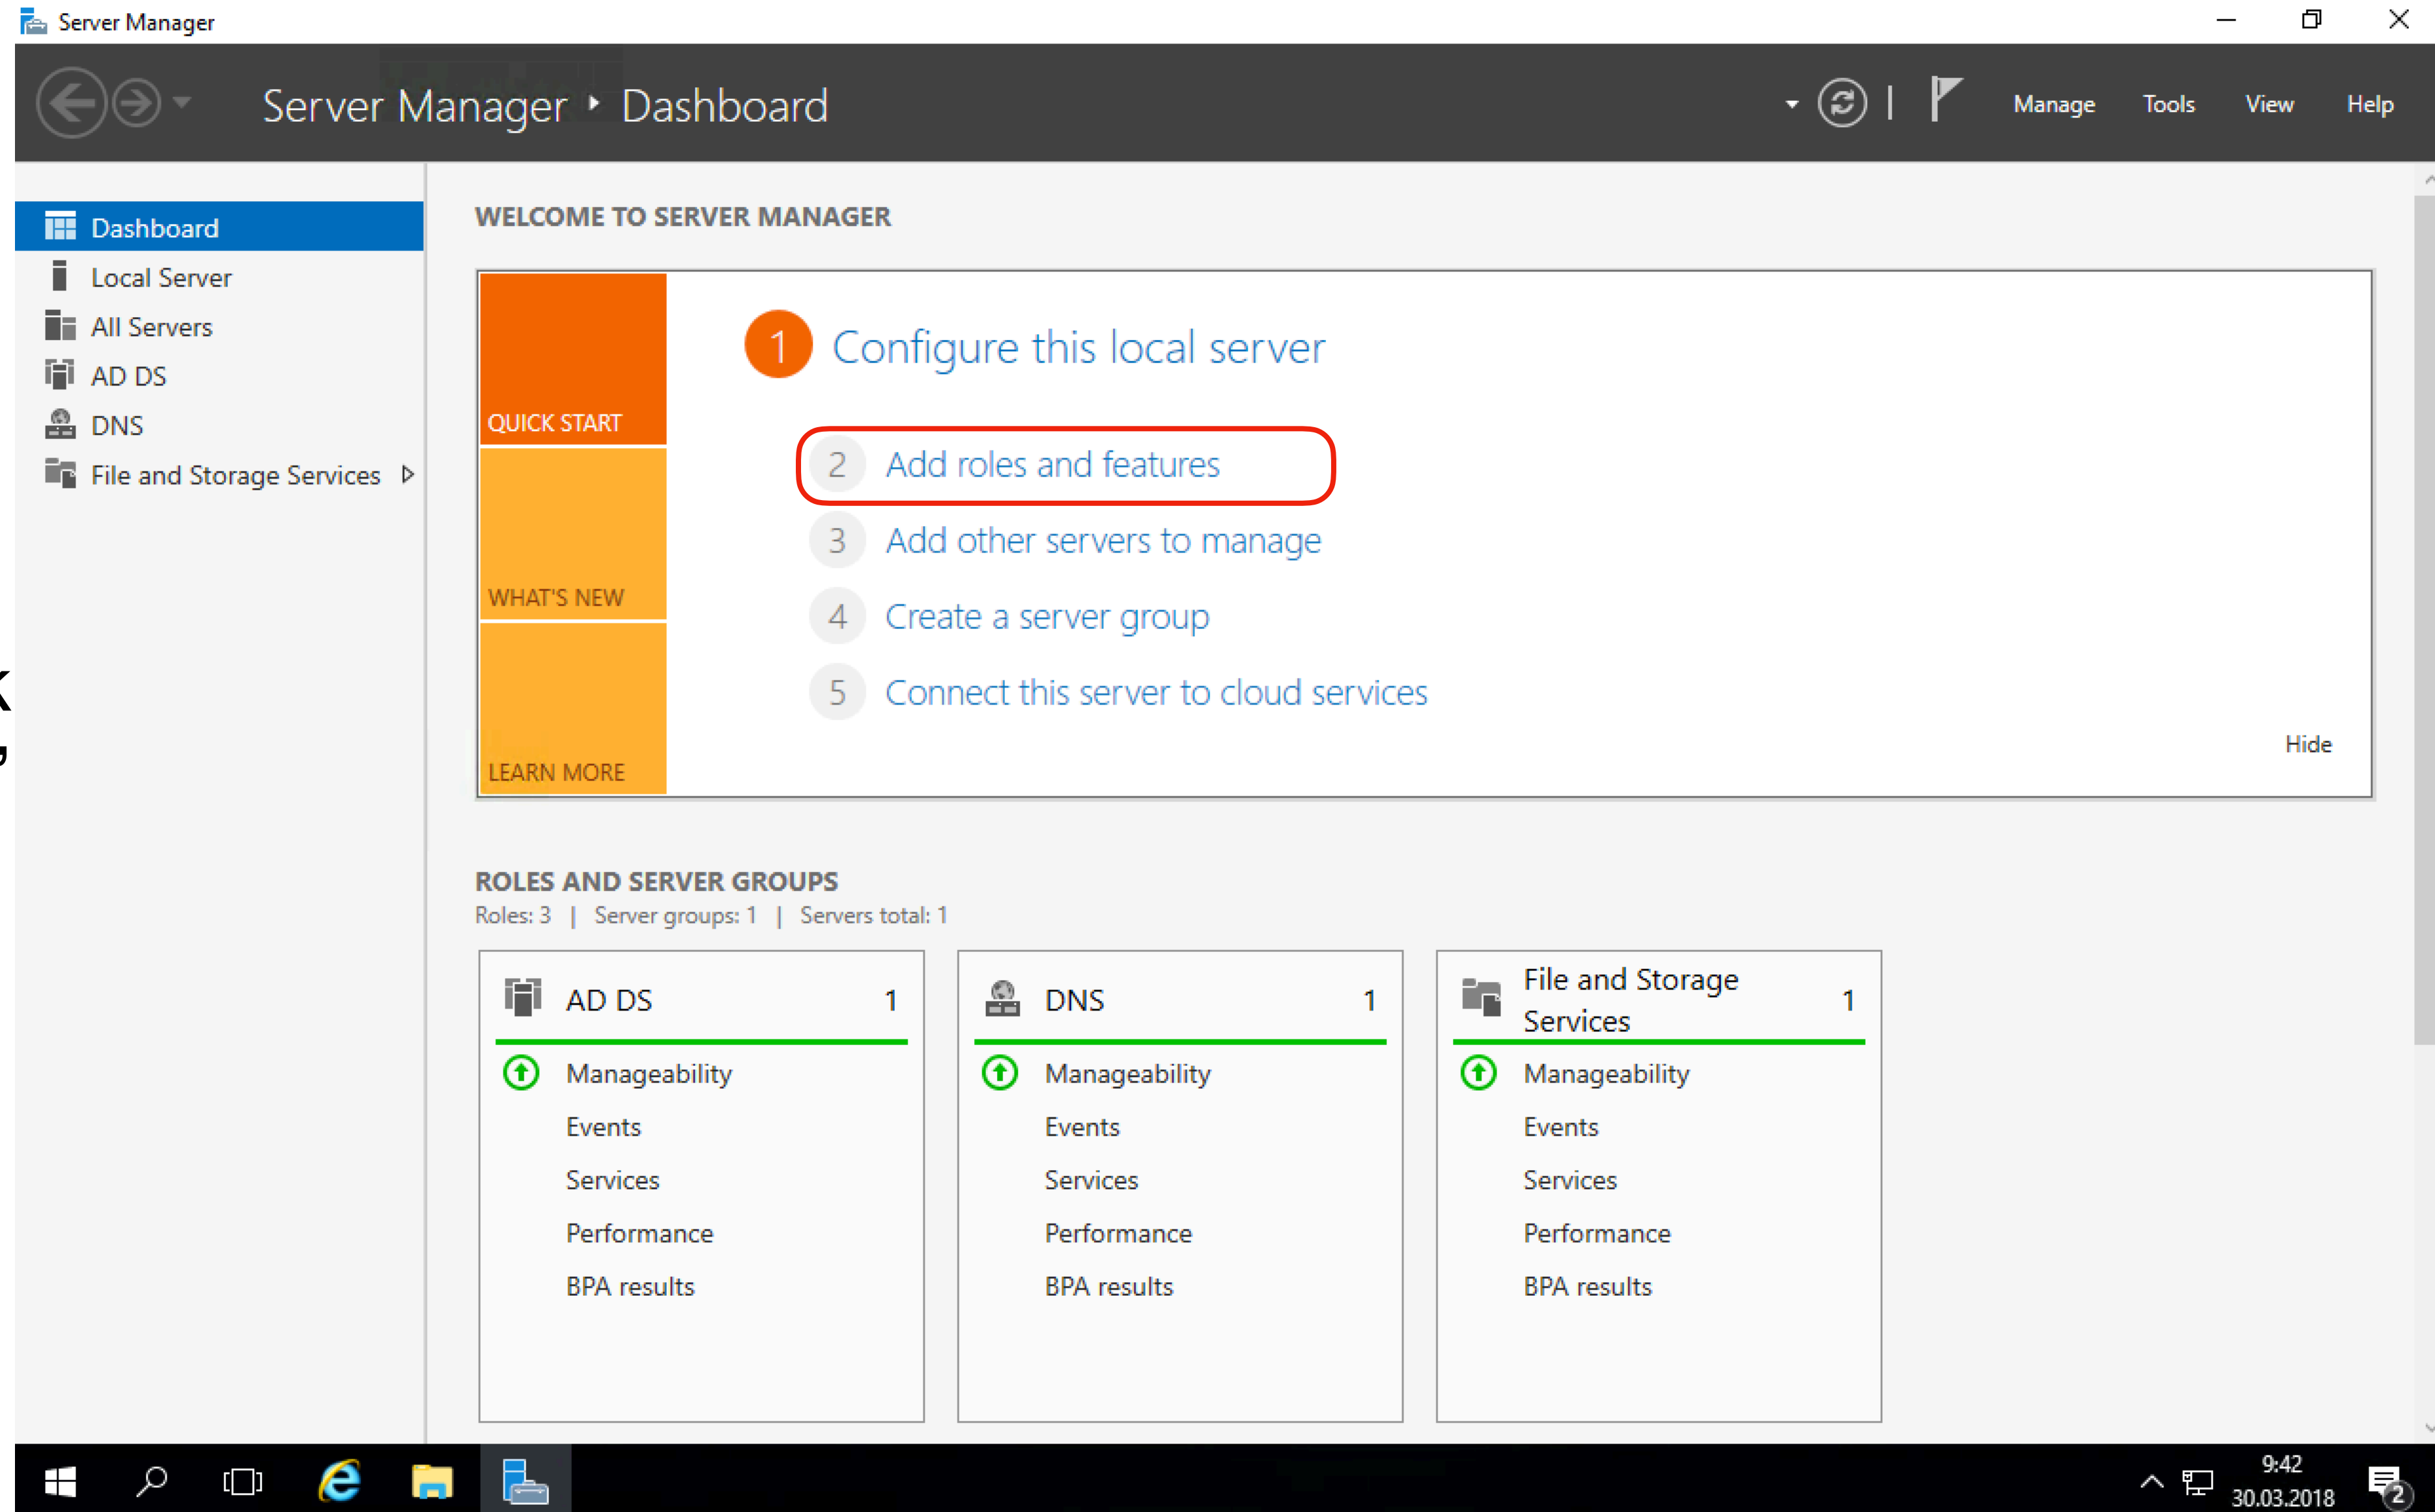 Server Manager
Server Manager ‣ Dashboard
Manage Tools View Help
Dashboard
Local Server
All Servers
AD DS
DNS
File and Storage Services
WELCOME TO SERVER MANAGER
QUICK START
WHAT'S NEW
LEARN MORE
1 Configure this local server
2 Add roles and features
3 Add other servers to manage
4 Create a server group
5 Connect this server to cloud services
Hide
ROLES AND SERVER GROUPS
Roles: 3 | Server groups: 1 | Servers total: 1
AD DS 1
Manageability
Events
Services
Performance
BPA results
DNS 1
Manageability
Events
Services
Performance
BPA results
File and Storage
Services 1
Manageability
Events
Services
Performance
BPA results
9:42
30.03.2018
2